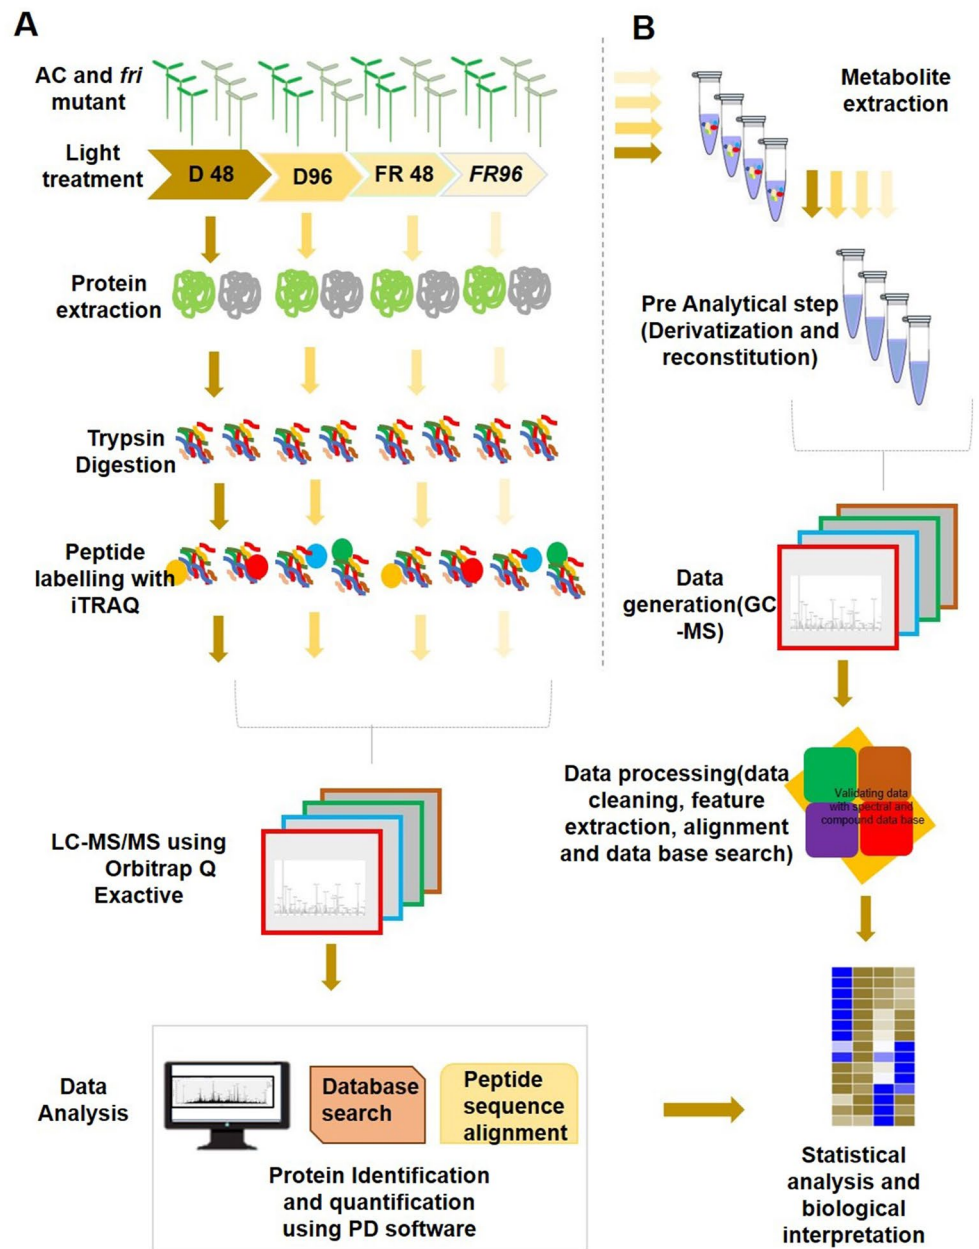 A
AC and fri
mutant
Light
treatment
D 48
D96
FR 48
FR96
Protein
extraction
Trypsin
Digestion
Peptide
labelling with
iTRAQ
LC-MS/MS using
Orbitrap Q
Exactive
Data
Analysis
Database
search
Peptide
sequence
alignment
Protein Identification
and quantification
using PD software
B
Metabolite
extraction
Pre Analytical step
(Derivatization and
reconstitution)
Data
generation(GC
-MS)
Data processing(data
cleaning, feature
extraction, alignment
and data base search)
Validating data
with spectral and
compound data base
Statistical
analysis and
biological
interpretation